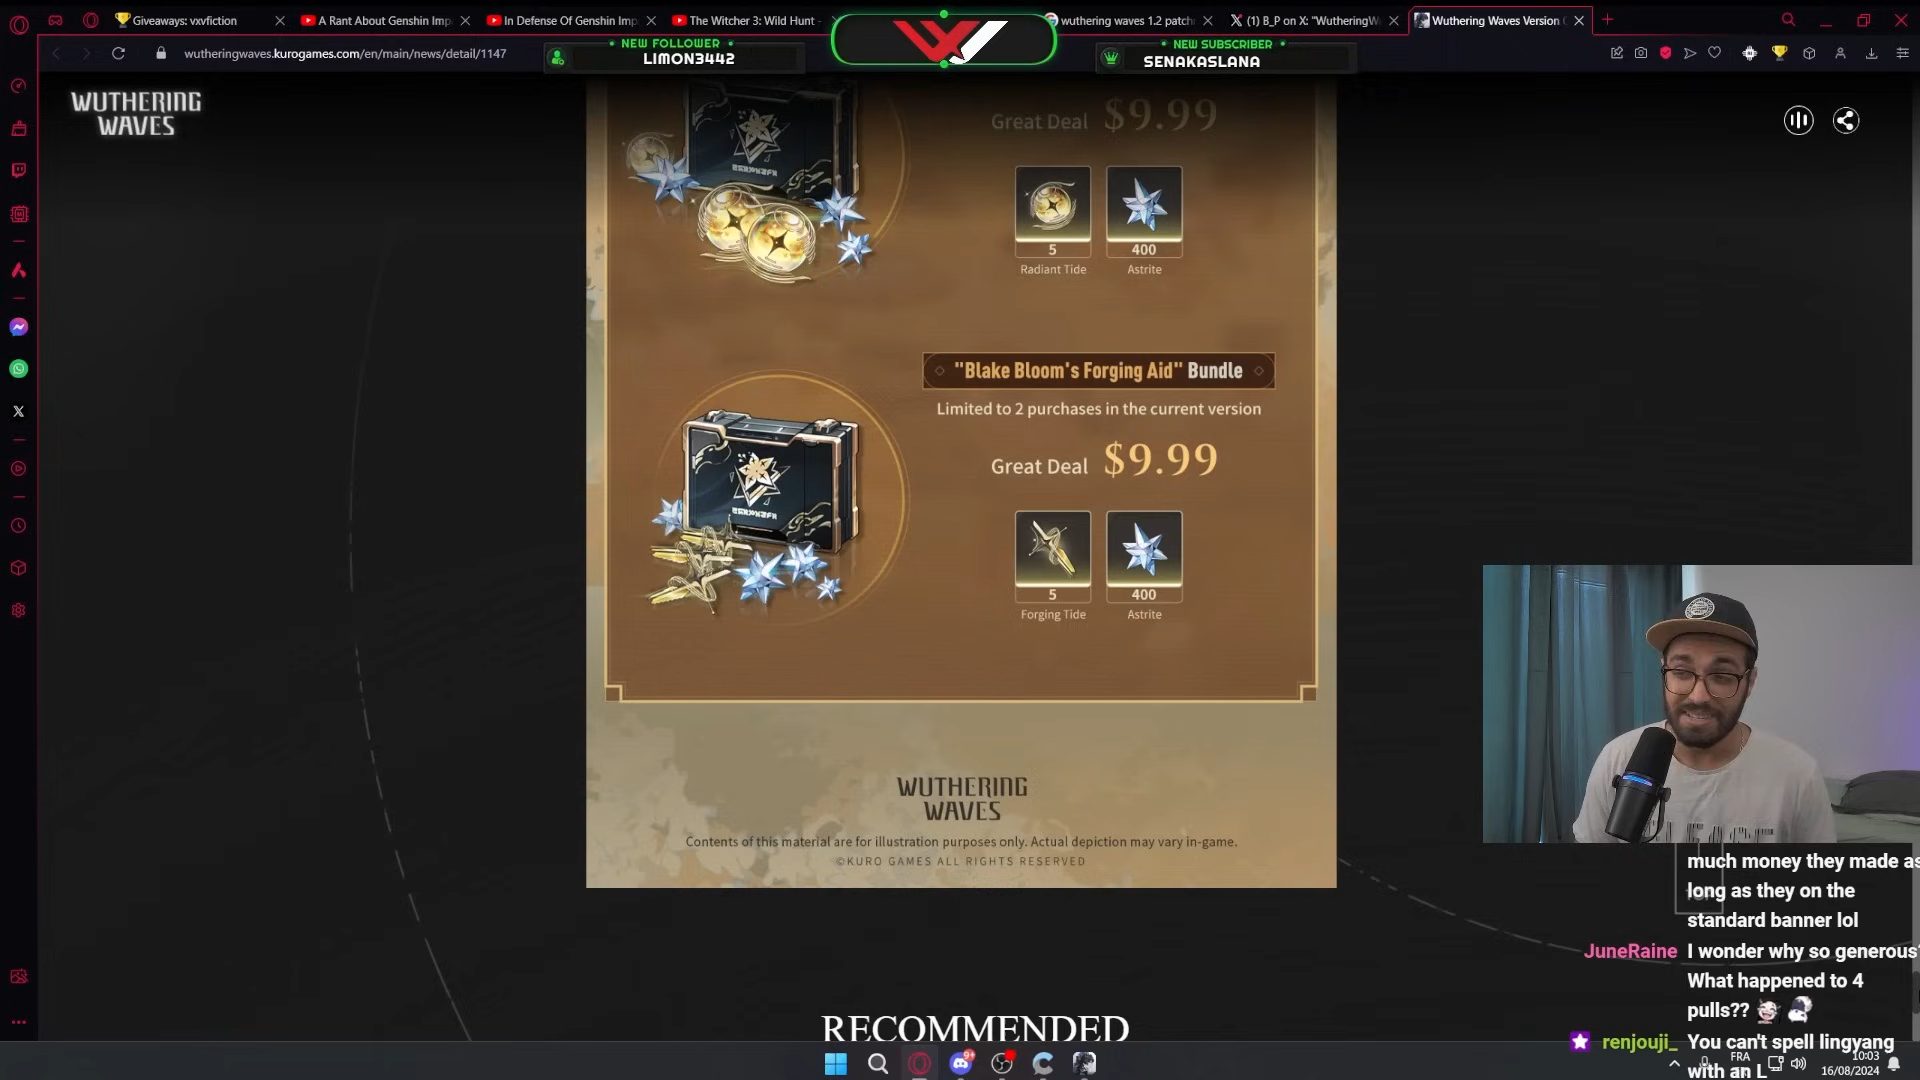 Giveaways: vxvfiction
A Rant About Genshin Imp
In Defense Of Genshin Imp
The Witcher 3: Wild Hunt -
wuthering waves 1.2 patch
(1) B_P on X: "WutheringW
Wuthering Waves Version
wutheringwaves.kurogames.com/en/main/news/detail/1147
NEW FOLLOWER
LIMON3442
NEW SUBSCRIBER
SENAKASLANA
WUTHERING
WAVES
Great Deal $9.99
5
400
Radiant Tide
Astrite
"Blake Bloom's Forging Aid" Bundle
Limited to 2 purchases in the current version
Great Deal $9.99
5
400
Forging Tide
Astrite
WUTHERING
WAVES
Contents of this material are for illustration purposes only. Actual depiction may vary in-game.
©KURO GAMES ALL RIGHTS RESERVED
RECOMMENDED
much money they made as
long as they on the
standard banner lol
JuneRaine I wonder why so generous?
What happened to 4
pulls??
renjouji_ You can't spell lingyang
with an L
FRA
10:03
16/08/2024